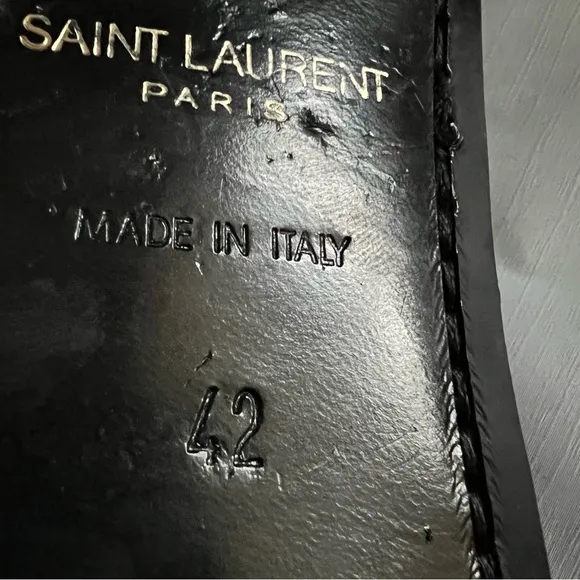 SAINT LAURENT
PARIS
MADE IN ITALY
42